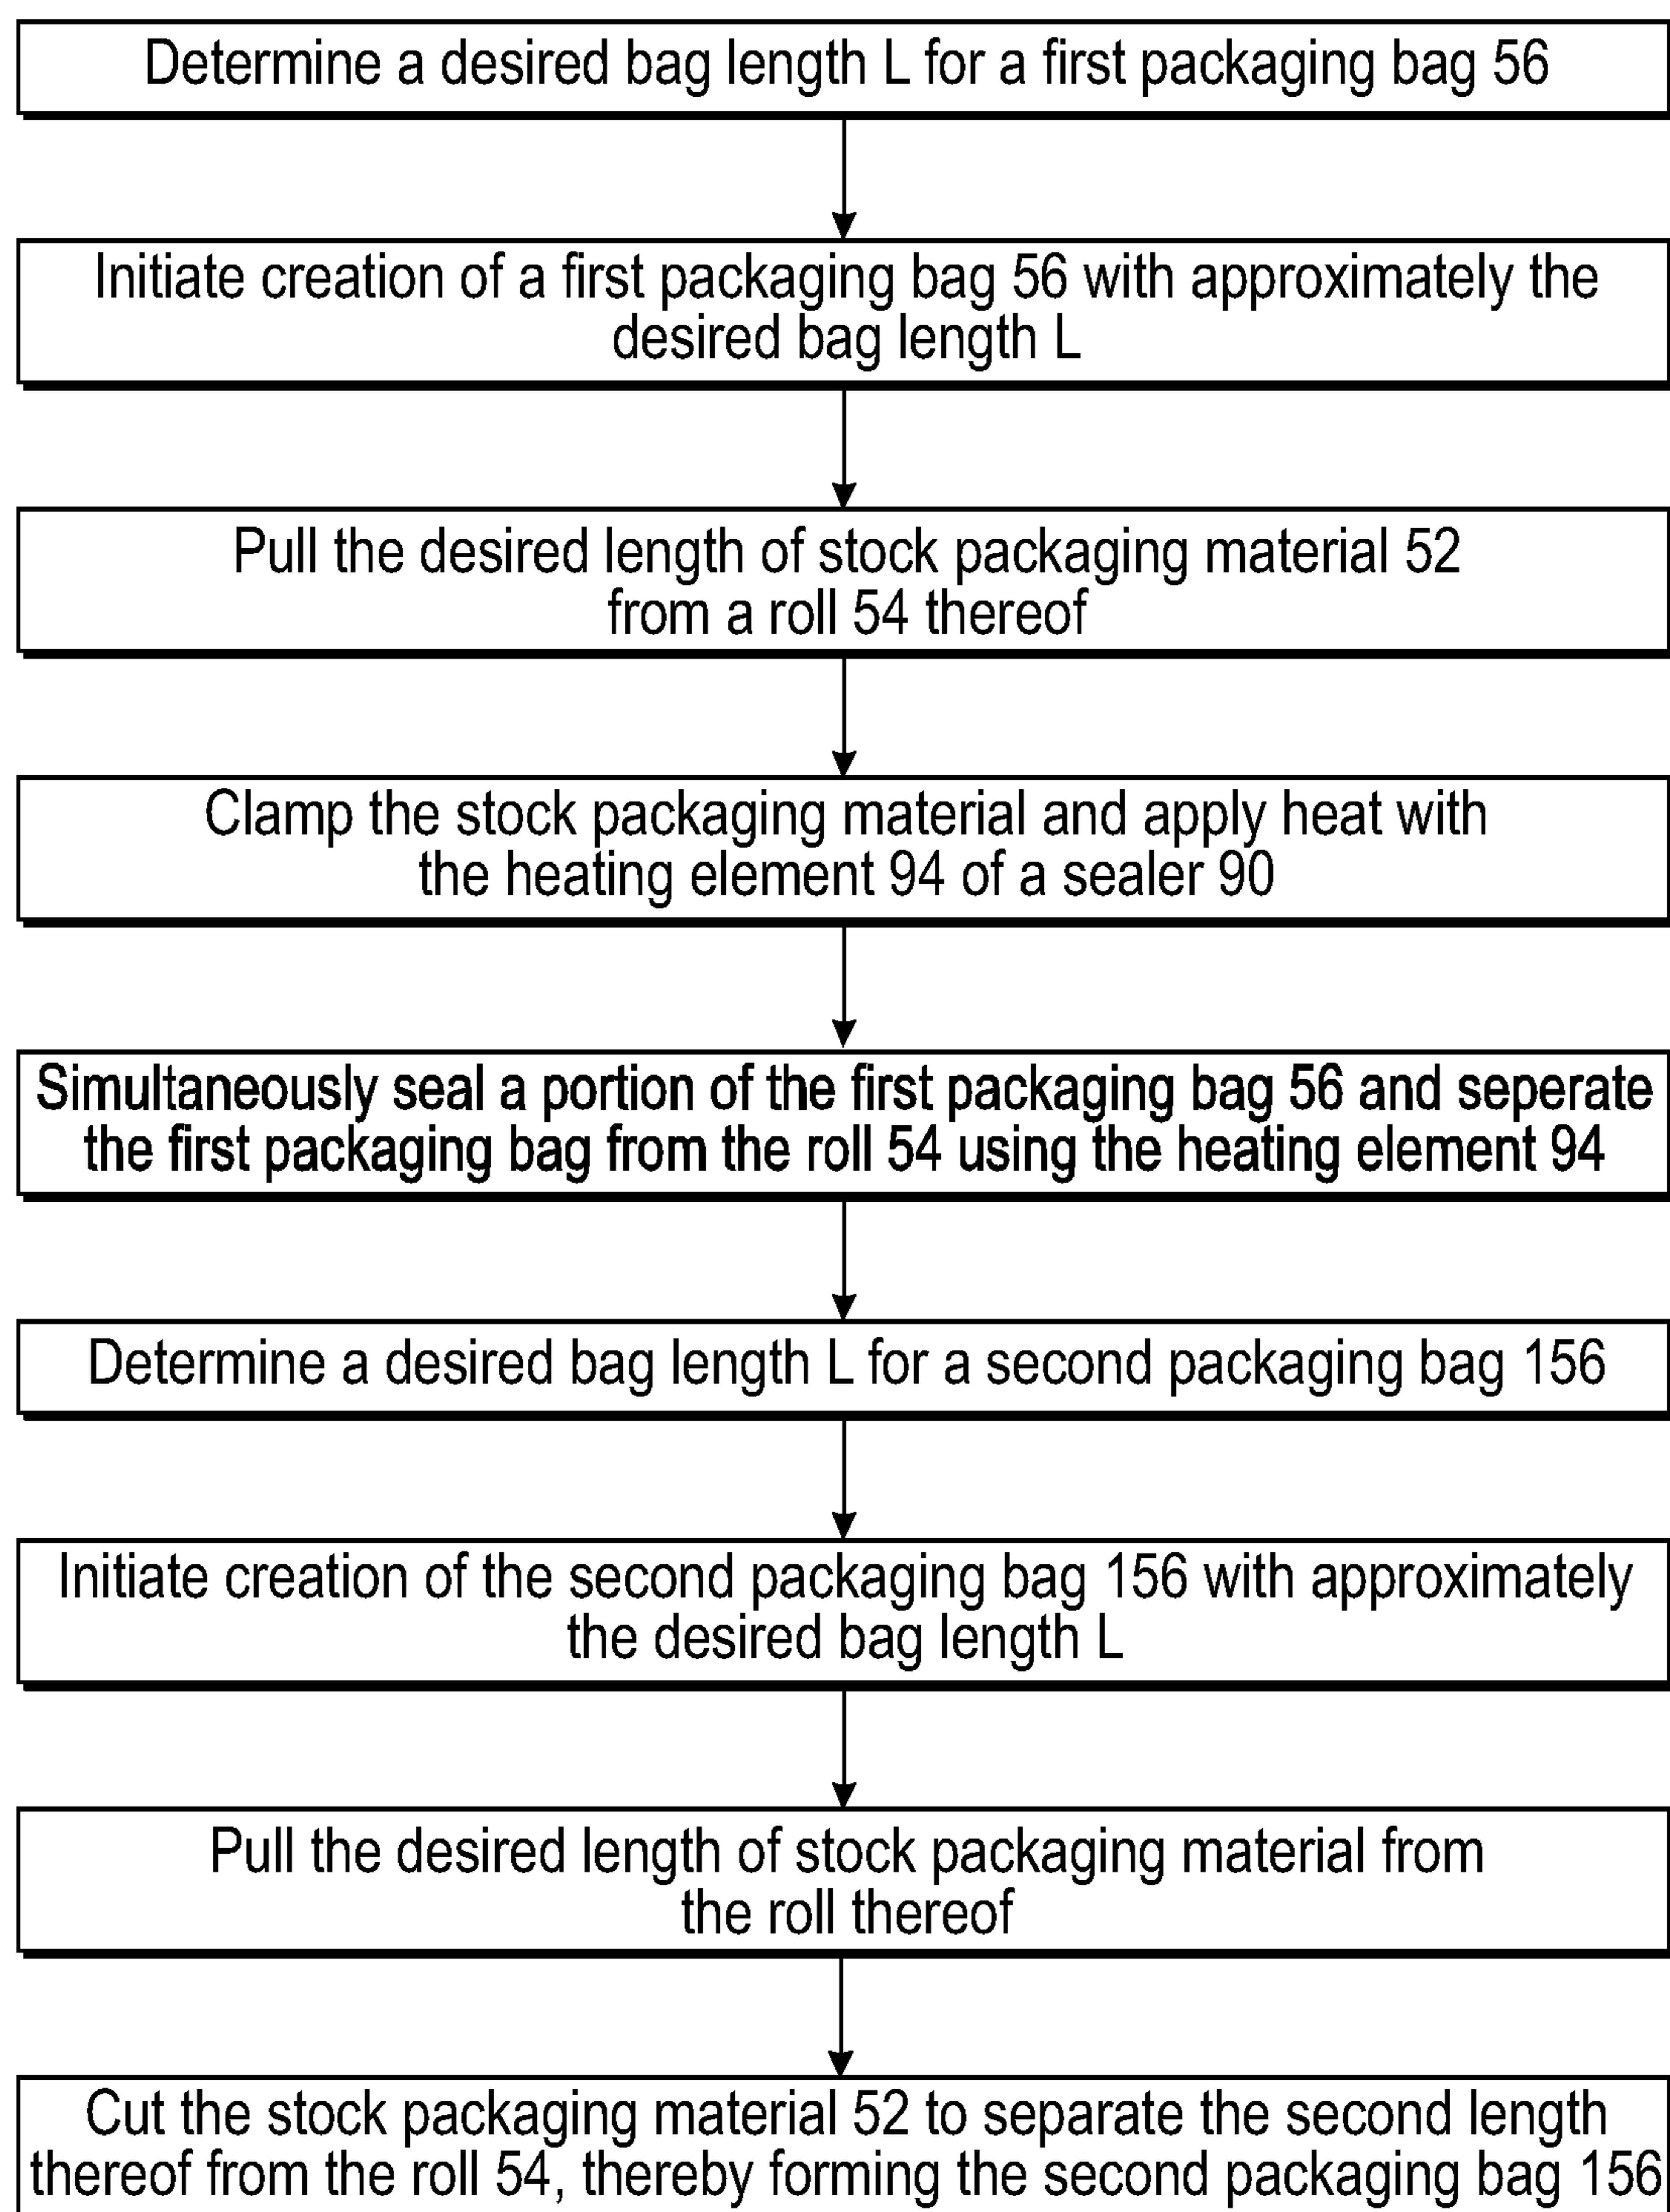 Determine a desired bag length L for a first packaging bag 56
Initiate creation of a first packaging bag 56 with approximately the
desired bag length L
Pull the desired length of stock packaging material 52
from a roll 54 thereof
Clamp the stock packaging material and apply heat with
the heating element 94 of a sealer 90
Simultaneously seal a portion of the first packaging bag 56 and seperate
the first packaging bag from the roll 54 using the heating element 94
Determine a desired bag length L for a second packaging bag 156
Initiate creation of the second packaging bag 156 with approximately
the desired bag length L
Pull the desired length of stock packaging material from
the roll thereof
Cut the stock packaging material 52 to separate the second length
thereof from the roll 54, thereby forming the second packaging bag 156